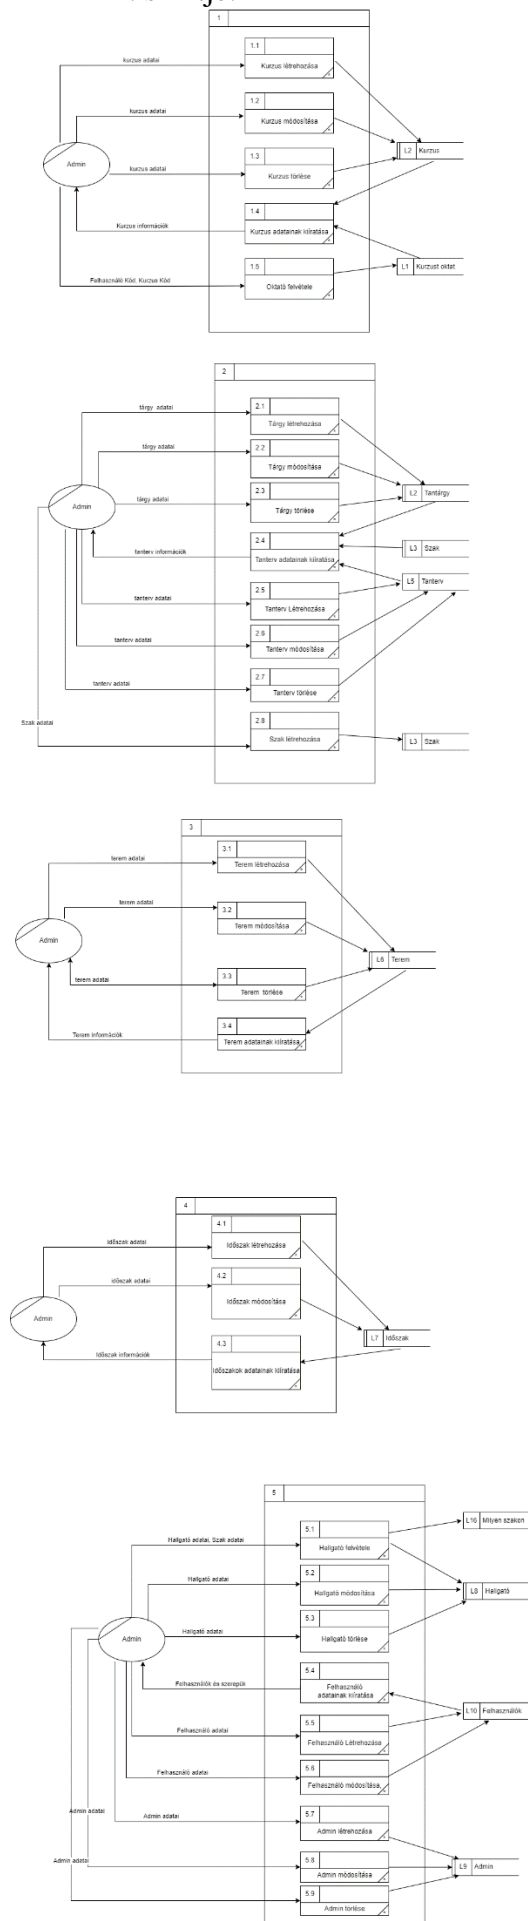 1
1.1
kurzus adatai
Kurzus létrehozása
1.2
kurzus adatai
Kurzus módosítása
L2 Kurzus
1.3
Admin
kurzus adatai
Kurzus törlése
1.4
Kurzus információk
Kurzus adatainak kiíratása
1.5
L1 Kurzust oktat
Felhasználó Kód, Kurzus Kód
Oktató felvétele
2
2.1
tárgy adatai
Tárgy létrehozása
2.2
tárgy adatai
Tárgy módosítása
2.3
L2 Tantárgy
tárgy adatai
Admin
Tárgy törlése
2.4
L3 Szak
tanterv információk
Tanterv adatainak kiíratása
L5 Tanterv
2.5
tanterv adatai
Tanterv Létrehozása
2.6
tanterv adatai
Tanterv módosítása
2.7
tanterv adatai
Tanterv törlése
2.8
Szak adatai
Szak létrehozása
L3 Szak
3
3.1
terem adatai
Terem létrehozása
terem adatai
3.2
Terem módosítása
Admin
L6 Terem
3.3
terem adatai
Terem törlése
3.4
Terem információk
Terem adatainak kiíratása
4
4.1
időszak adatai
Időszak létrehozása
4.2
időszak adatai
Időszak módosítása
Admin
L7 Időszak
4.3
Időszak információk
Időszakok adatainak kiíratása
5
L16 Milyen szakon
5.1
Hallgató adatai, Szak adatai
Hallgató felvétele
5.2
Hallgató adatai
Hallgató módosítása
L8 Hallgató
5.3
Hallgató adatai
Admin
Hallgató törlése
5.4
Felhasználók és szerepük
Felhasználó
adatainak kiíratása
L10 Felhasználók
5.5
Felhasználó adatai
Felhasználó Létrehozása
5.6
Felhasználó adatai
Felhasználó módosítása
5.7
Admin adatai
Admin adatai
Admin létrehozása
5.8
Admin adatai
L9 Admin
Admin módosítása
5.9
Admin törlése